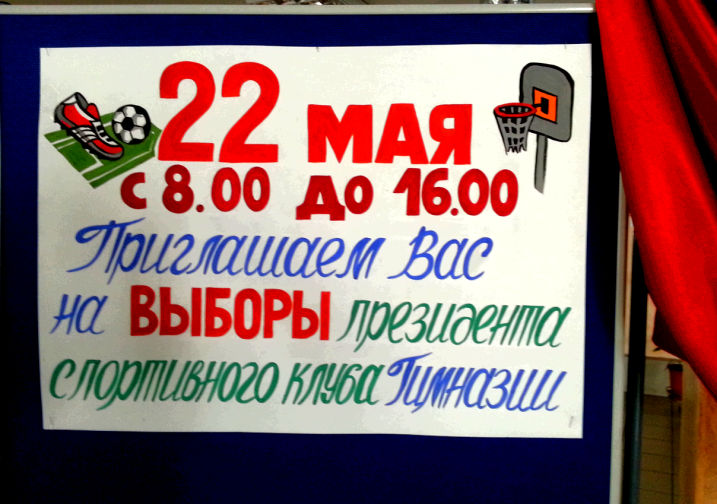 22 МАЯ
с 8.00 до 16.00
Приглашаем Вас
на ВЫБОРЫ президента
спортивного клуба Гимназии